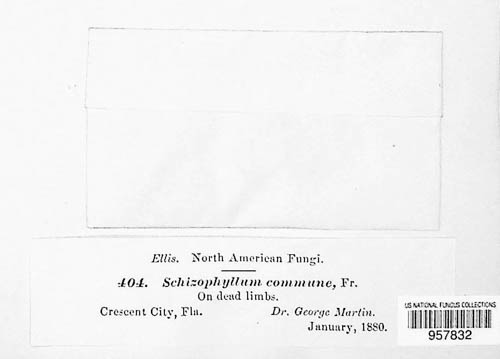 Ellis. North American Fungi.
404. Schizophyllum commune, Fr.
On dead limbs.
Crescent City, Fla. Dr. George Martin.
January, 1880.
US NATIONAL FUNGUS COLLECTIONS
957832